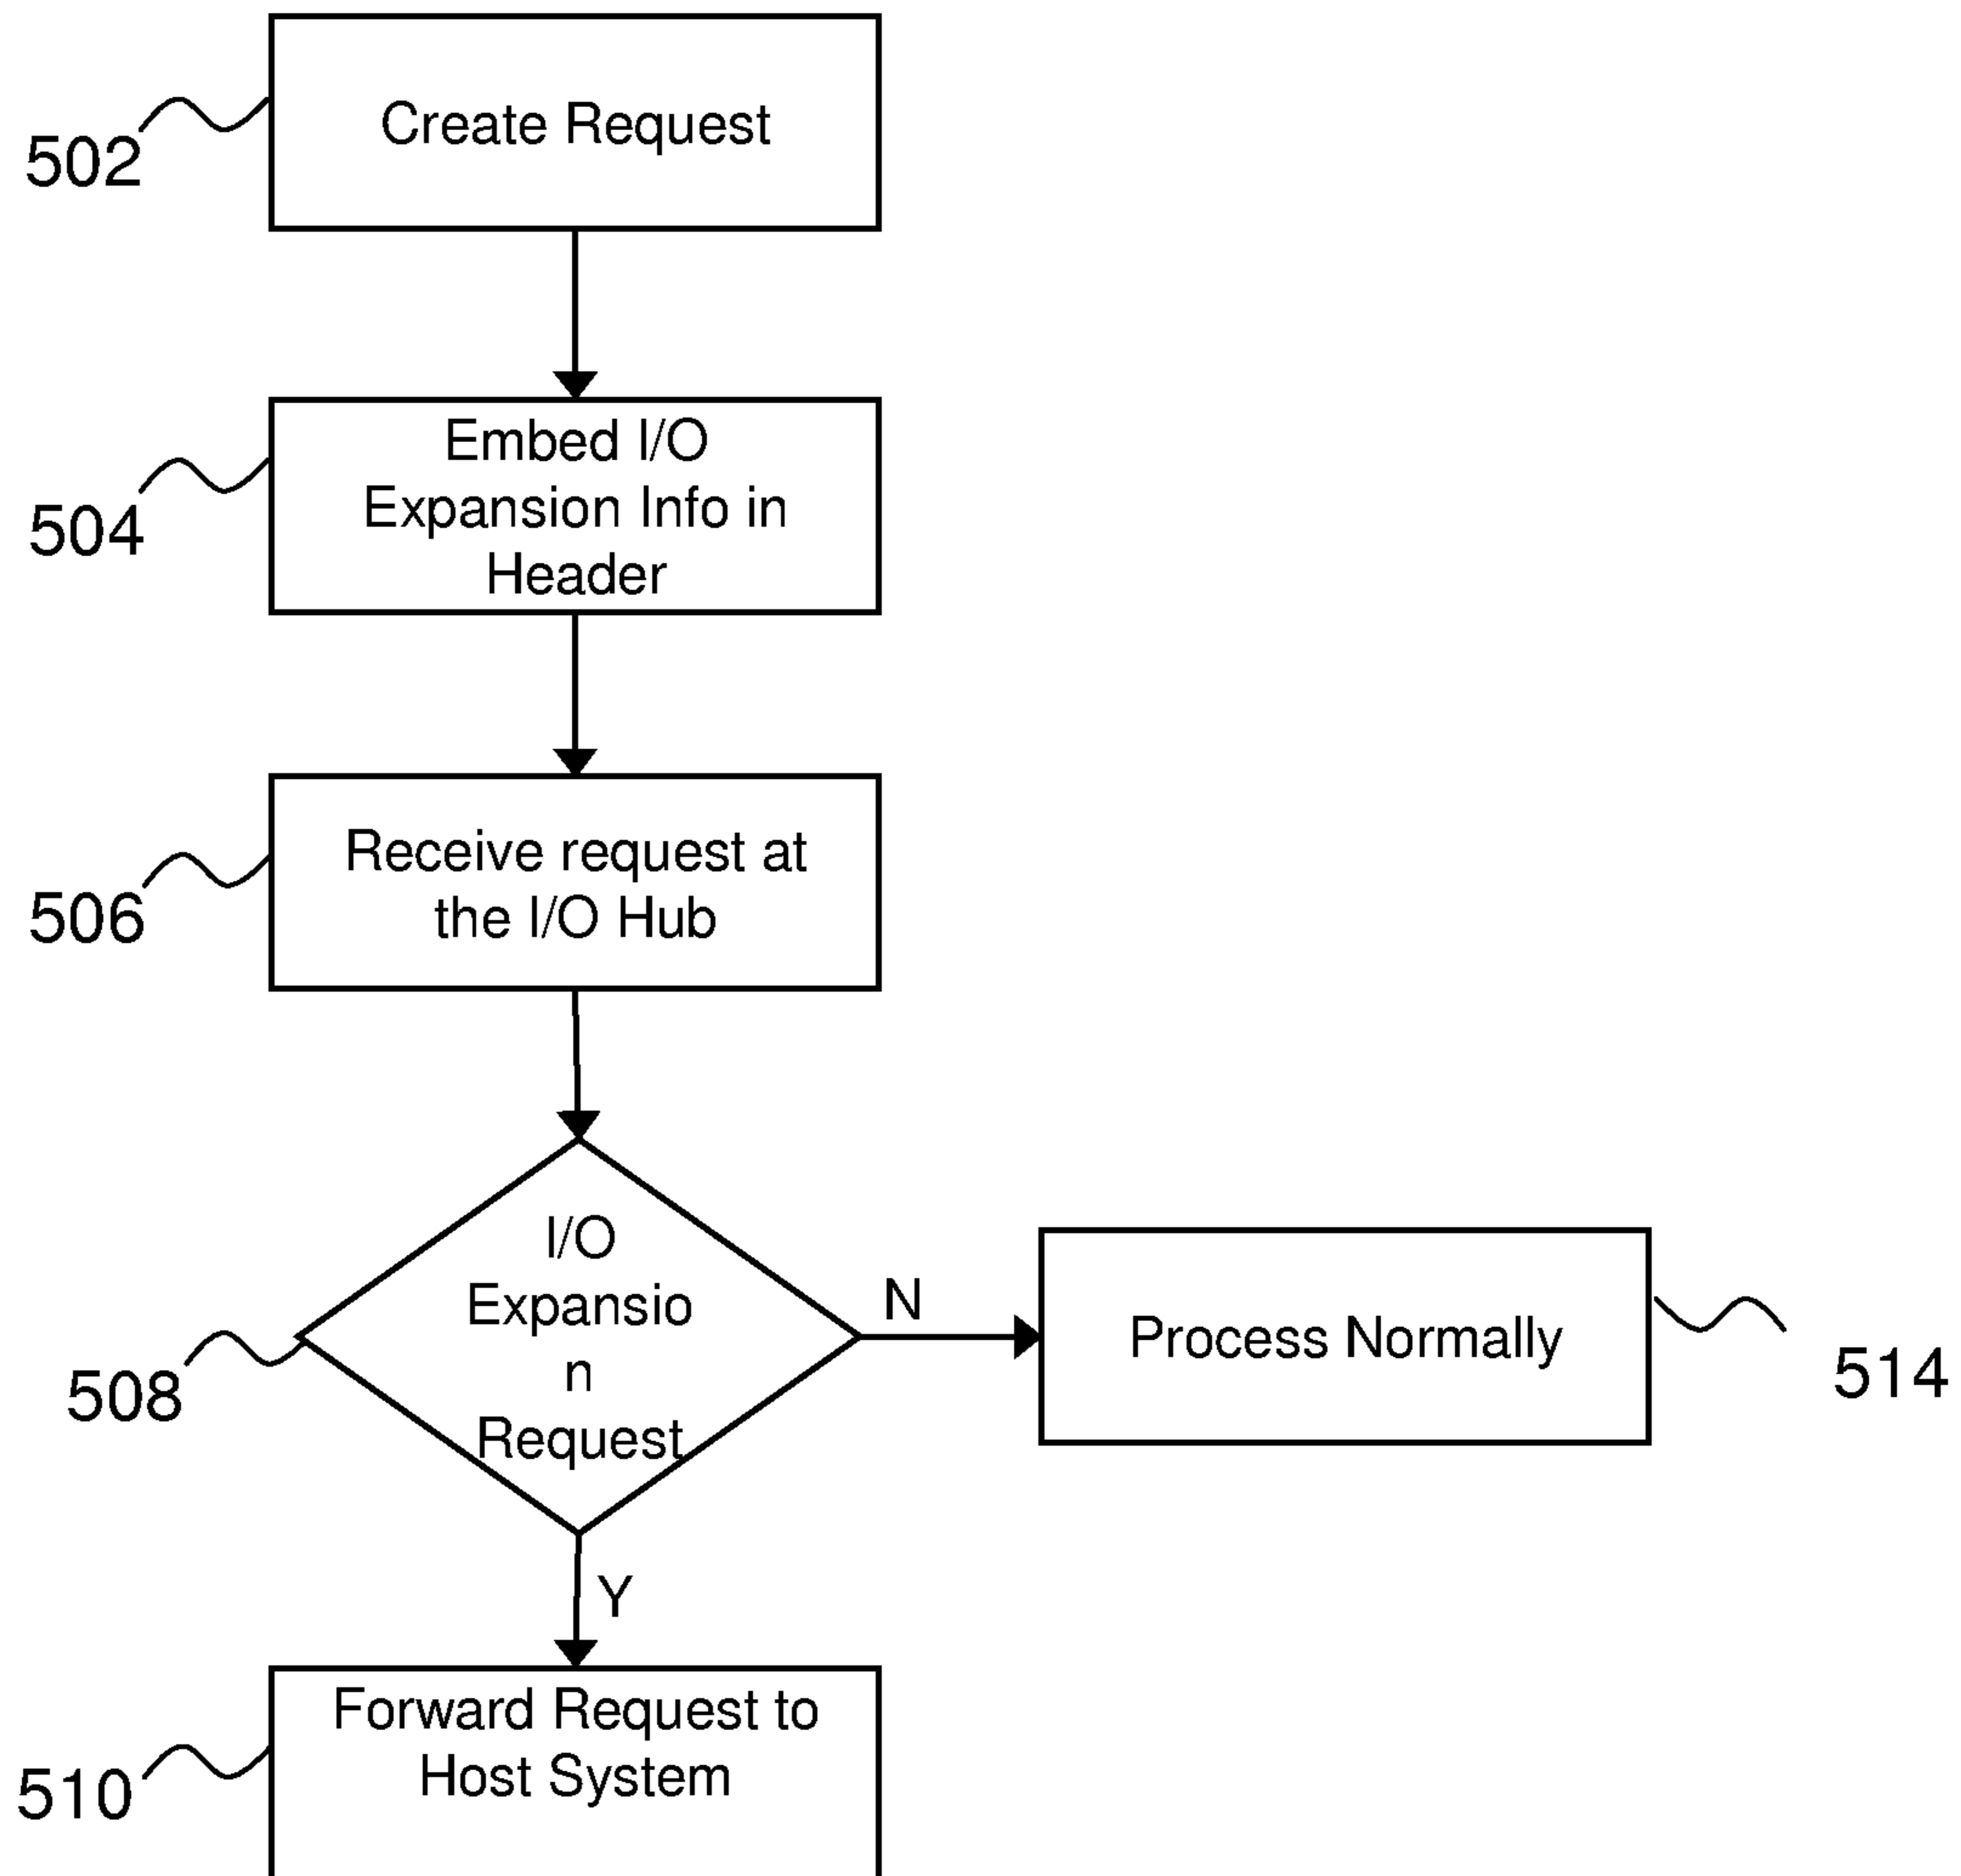 Create Request
502
Embed I/O
Expansion Info in
Header
504
Receive request at
the I/O Hub
506
I/O
Expansio
n
Request
508
N
Process Normally
514
Y
Forward Request to
Host System
510